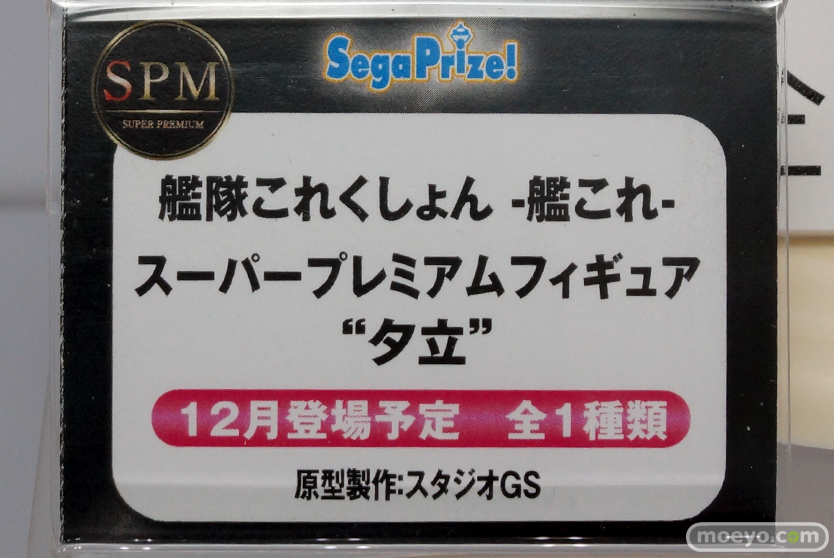 SPM
SUPER PREMIUM
SegaPrize!
艦隊これくしょん -艦これ-
スーパープレミアムフィギュア
“夕立”
12月登場予定　全1種類
原型製作:スタジオGS
moeyo.com